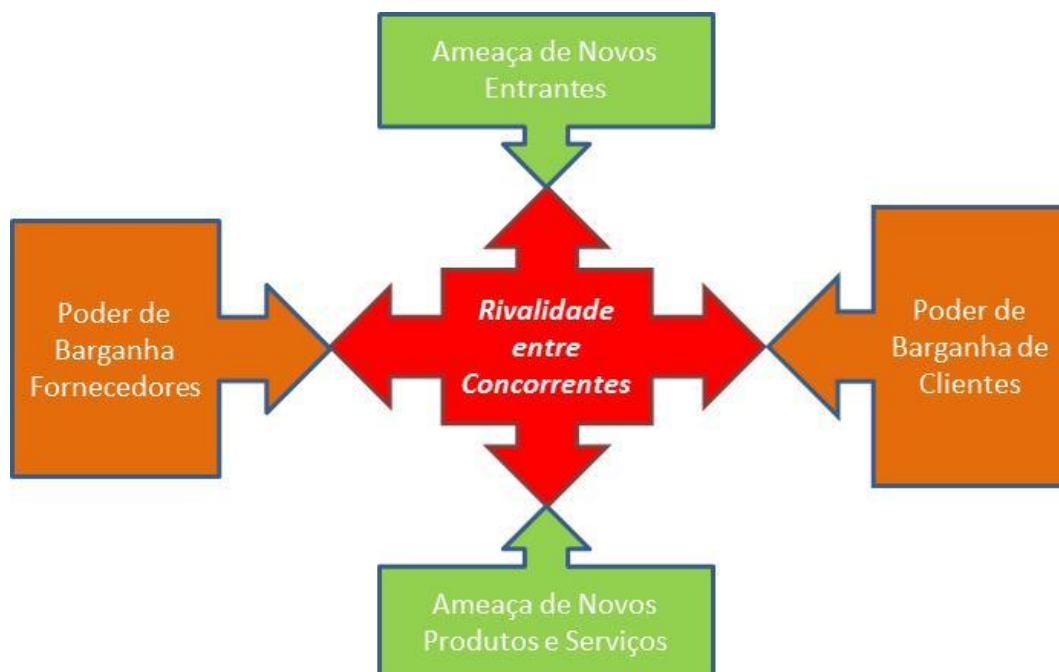 Ameaça de Novos
Entrantes
Poder de
Barganha
Fornecedores
Rivalidade
entre
Concorrentes
Poder de
Barganha de
Clientes
Ameaça de Novos
Produtos e Serviços